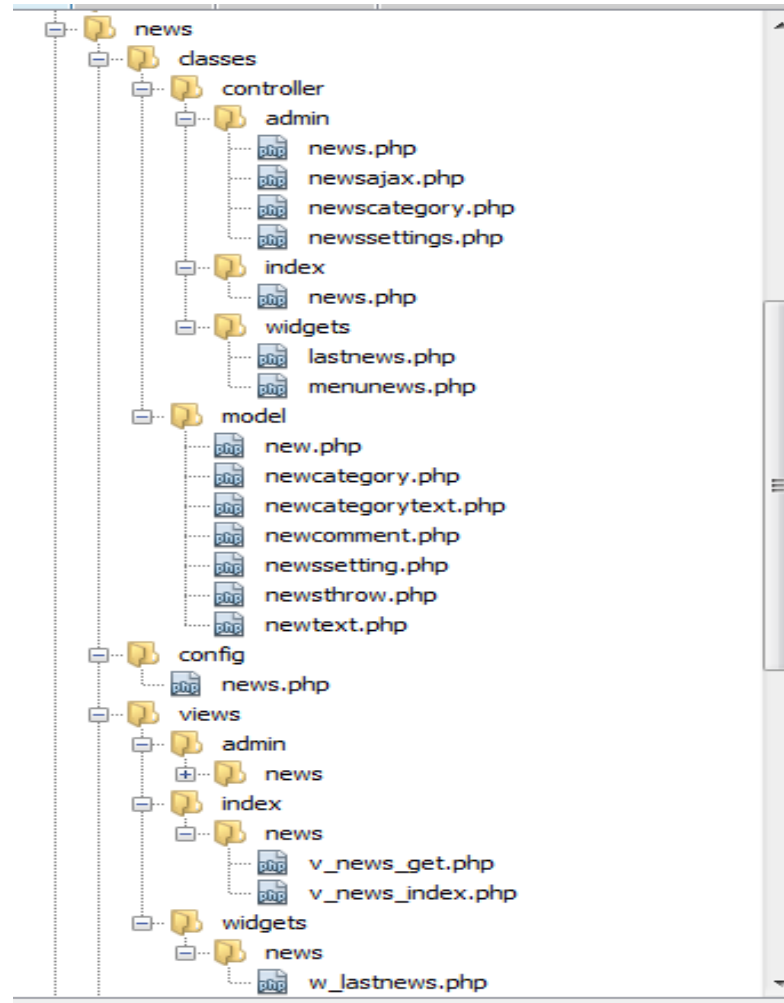 news
classes
controller
admin
news.php
newsajax.php
newscategory.php
newssettings.php
index
news.php
widgets
lastnews.php
menunews.php
model
new.php
newcategory.php
newcategorytext.php
newcomment.php
newssetting.php
newsthrow.php
newtext.php
config
news.php
views
admin
news
index
news
v_news_get.php
v_news_index.php
widgets
news
w_lastnews.php